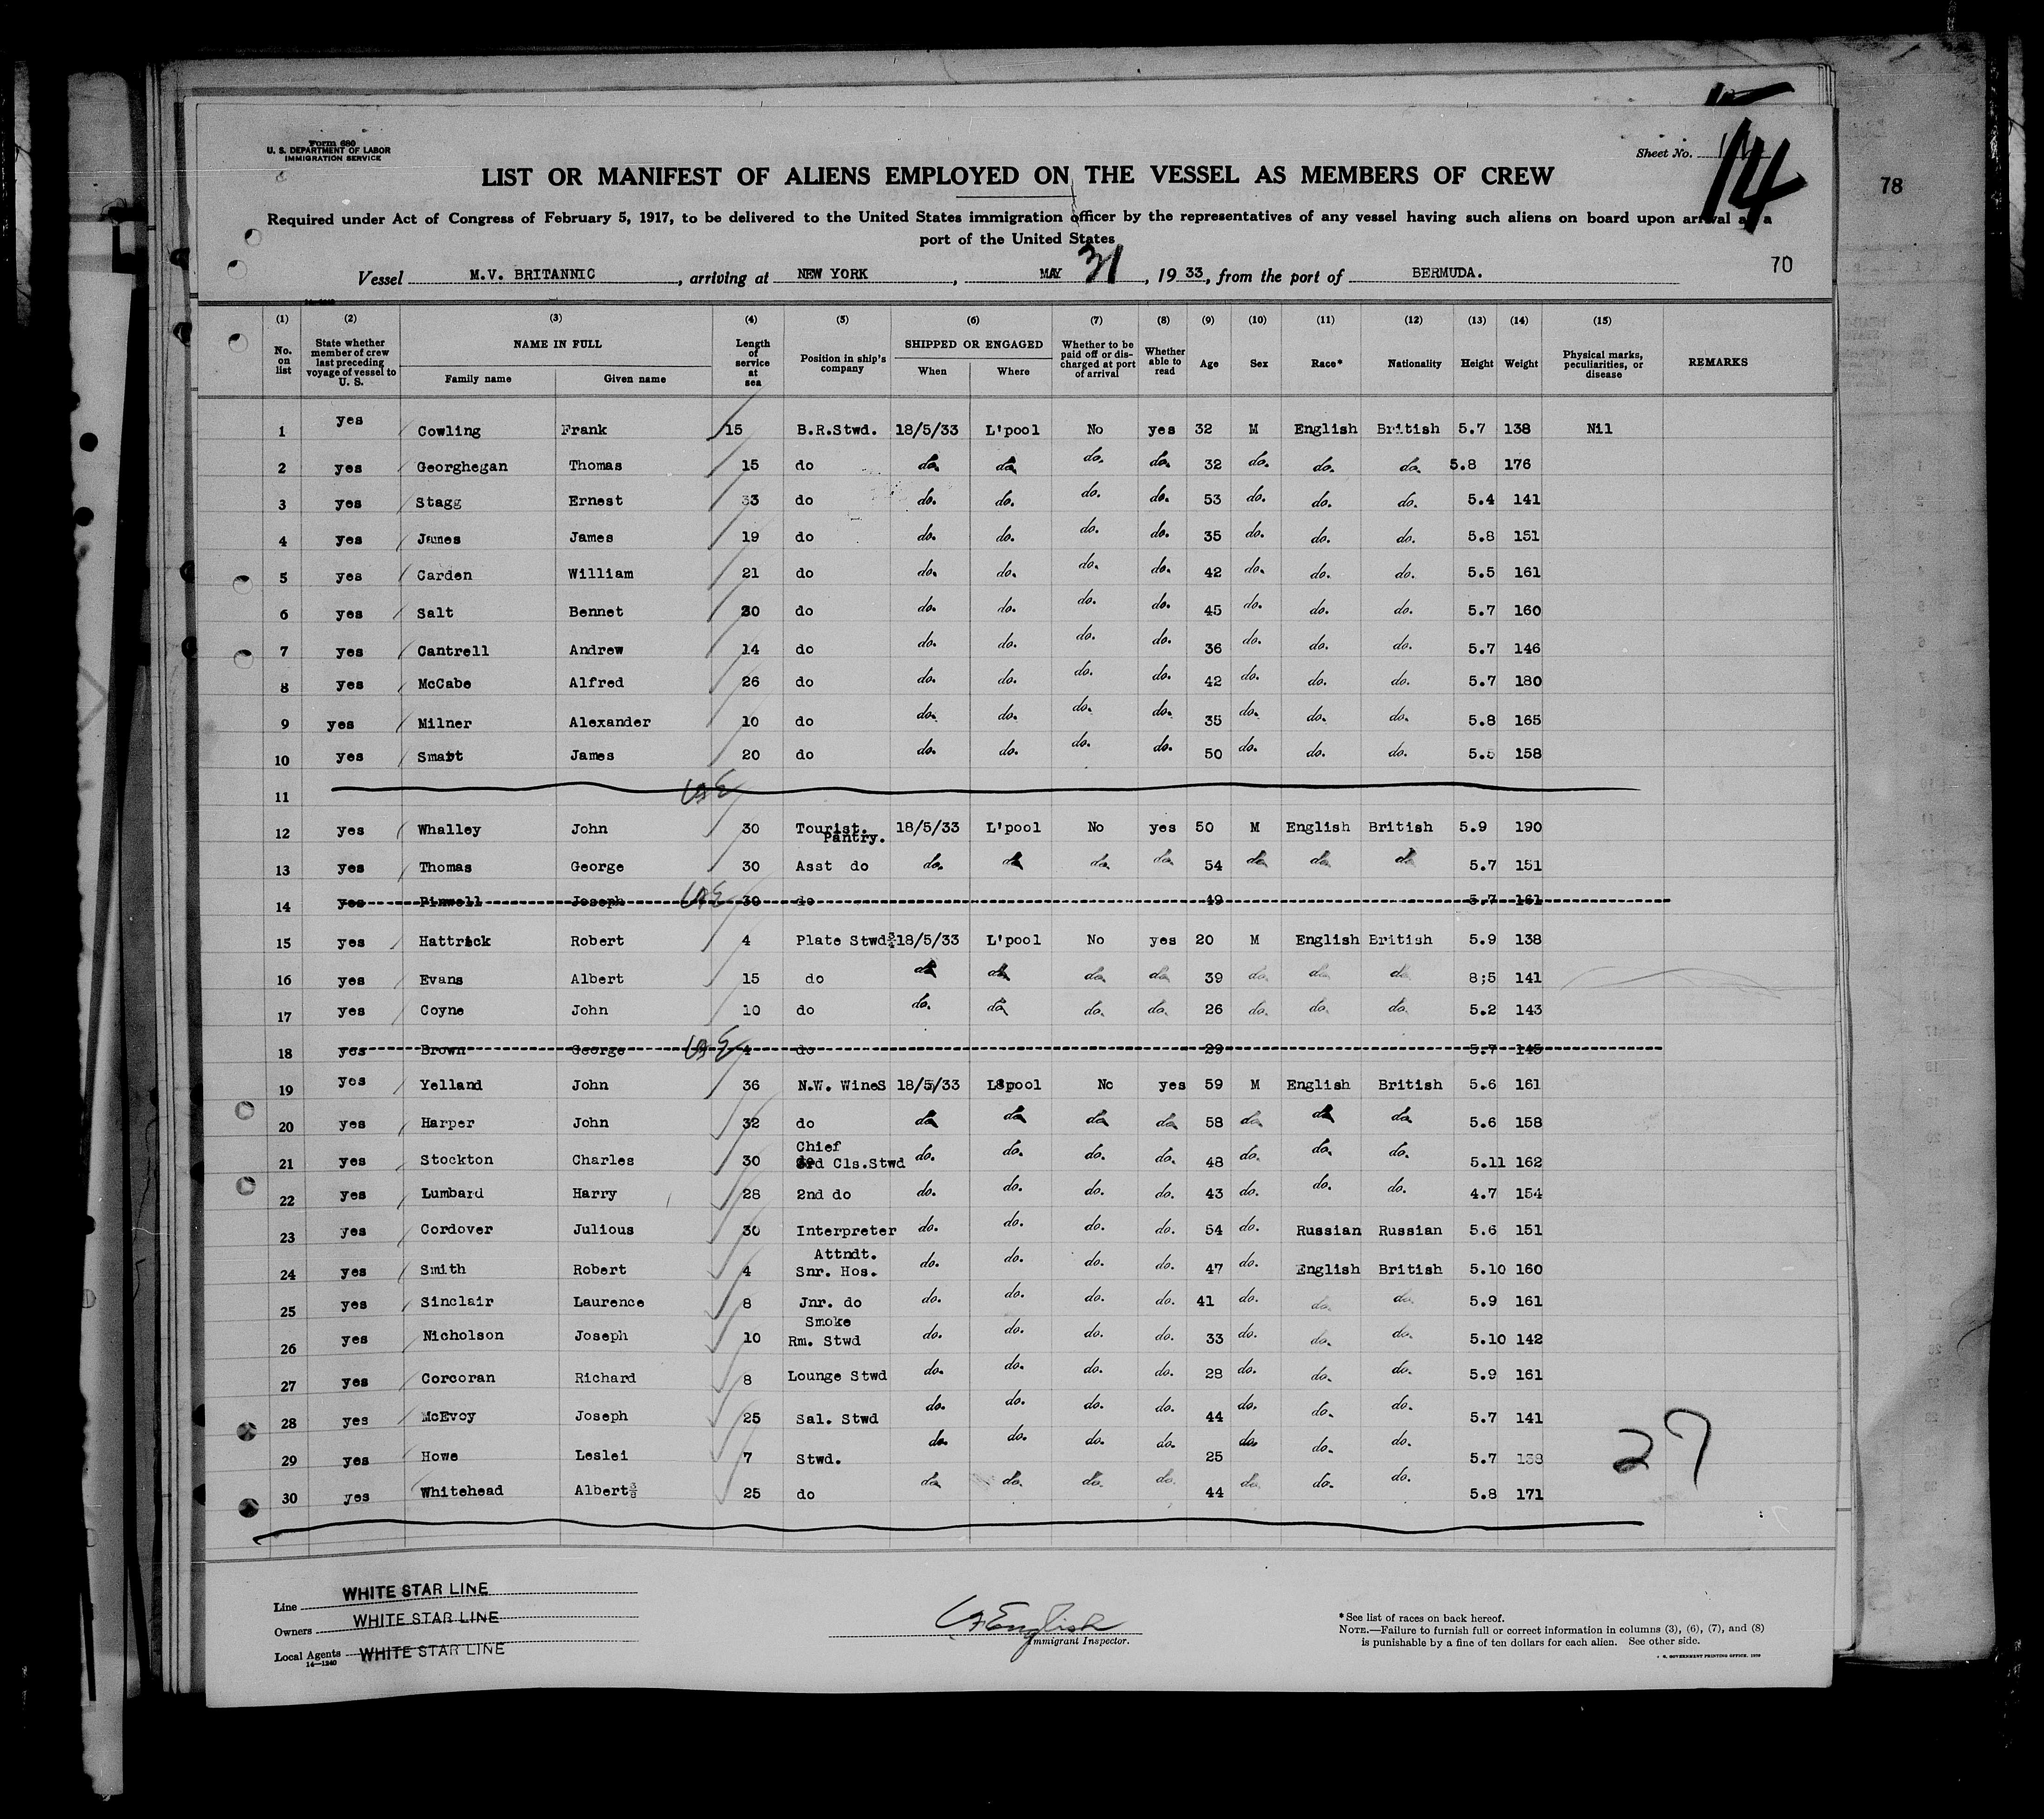 Form 680
U. S. DEPARTMENT OF LABOR
IMMIGRATION SERVICE
Sheet No.
14
78
LIST OR MANIFEST OF ALIENS EMPLOYED ON THE VESSEL AS MEMBERS OF CREW
Required under Act of Congress of February 5, 1917, to be delivered to the United States immigration officer by the representatives of any vessel having such aliens on board upon arrival at a
port of the United States
70
Vessel M.V. BRITANNIC, arriving at NEW YORK, MAY 31, 1933, from the port of BERMUDA.
(1) (2) (3) (4) (5) (6) (7) (8) (9) (10) (11) (12) (13) (14) (15)
No. on list State whether member of crew last preceding voyage of vessel to U. S. NAME IN FULL Family name Given name Length of service at sea Position in ship's company SHIPPED OR ENGAGED When Where Whether to be paid off or discharged at port of arrival Whether able to read Age Sex Race* Nationality Height Weight Physical marks, peculiarities, or disease REMARKS
1 yes Cowling Frank 15 B.R.Stwd. 18/5/33 L'pool No yes 32 M English British 5.7 138 Nil
2 yes Georghegan Thomas 15 do do. do. do. do. 32 do. do. do. 5.8 176
3 yes Stagg Ernest 33 do do. do. do. do. 53 do. do. do. 5.4 141
4 yes James James 19 do do. do. do. do. 35 do. do. do. 5.8 151
5 yes Carden William 21 do do. do. do. do. 42 do. do. do. 5.5 161
6 yes Salt Bennet 30 do do. do. do. do. 45 do. do. do. 5.7 160
7 yes Cantrell Andrew 14 do do. do. do. do. 36 do. do. do. 5.7 146
8 yes McCabe Alfred 26 do do. do. do. do. 42 do. do. do. 5.7 180
9 yes Milner Alexander 10 do do. do. do. do. 35 do. do. do. 5.8 165
10 yes Smart James 20 do do. do. do. do. 50 do. do. do. 5.5 158
11
12 yes Whalley John 30 Tourist. Pantry. 18/5/33 L'pool No yes 50 M English British 5.9 190
13 yes Thomas George 30 Asst do do. do. do. do. 54 do. do. do. 5.7 151
14 yes Pinwell Joseph 30 do 49 5.7 161
15 yes Hattrick Robert 4 Plate Stwd 18/5/33 L'pool No yes 20 M English British 5.9 138
16 yes Evans Albert 15 do do. do. do. do. 39 do. do. do. 8;5 141
17 yes Coyne John 10 do do. do. do. do. 26 do. do. do. 5.2 143
18 yes Brown George 4 do 29 5.7 145
19 yes Yelland John 36 N.W. WineS 18/5/33 L'pool No yes 59 M English British 5.6 161
20 yes Harper John 32 do do. do. do. do. 58 do. do. do. 5.6 158
21 yes Stockton Charles 30 Chief 3rd Cls.Stwd do. do. do. do. 48 do. do. do. 5.11 162
22 yes Lumbard Harry 28 2nd do do. do. do. do. 43 do. do. do. 4.7 154
23 yes Cordover Julious 30 Interpreter do. do. do. do. 54 do. Russian Russian 5.6 151
24 yes Smith Robert 4 Attndt. Snr. Hos. do. do. do. do. 47 do. English British 5.10 160
25 yes Sinclair Laurence 8 Jnr. do do. do. do. do. 41 do. do. do. 5.9 161
26 yes Nicholson Joseph 10 Smoke Rm. Stwd do. do. do. do. 33 do. do. do. 5.10 142
27 yes Corcoran Richard 8 Lounge Stwd do. do. do. do. 28 do. do. do. 5.9 161
28 yes McEvoy Joseph 25 Sal. Stwd do. do. do. do. 44 do. do. do. 5.7 141
29 yes Howe Leslei 7 Stwd. do. do. do. do. 25 do. do. do. 5.7 138
30 yes Whitehead Albert 25 do do. do. do. do. 44 do. do. do. 5.8 171
27
Line WHITE STAR LINE
Owners WHITE STAR LINE
Local Agents WHITE STAR LINE
14—1240
English
Immigrant Inspector.
*See list of races on back hereof.
NOTE.—Failure to furnish full or correct information in columns (3), (6), (7), and (8)
is punishable by a fine of ten dollars for each alien. See other side.
GOVERNMENT PRINTING OFFICE